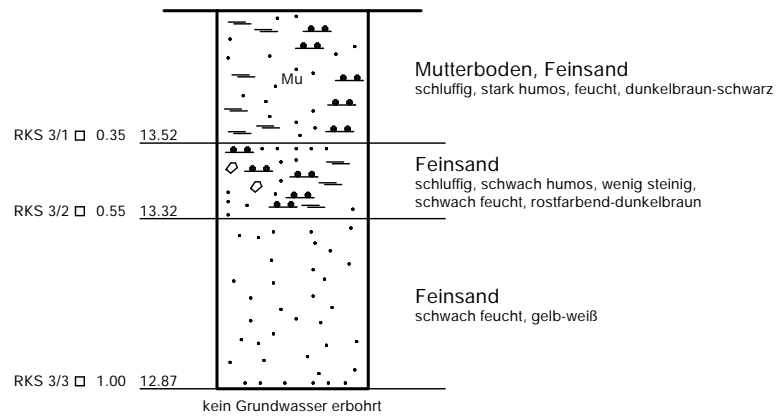 Mu
Mutterboden, Feinsand
schluffig, stark humos, feucht, dunkelbraun-schwarz
RKS 3/1 0.35 13.52
Feinsand
schluffig, schwach humos, wenig steinig,
schwach feucht, rostfarbend-dunkelbraun
RKS 3/2 0.55 13.32
Feinsand
schwach feucht, gelb-weiß
RKS 3/3 1.00 12.87
kein Grundwasser erbohrt